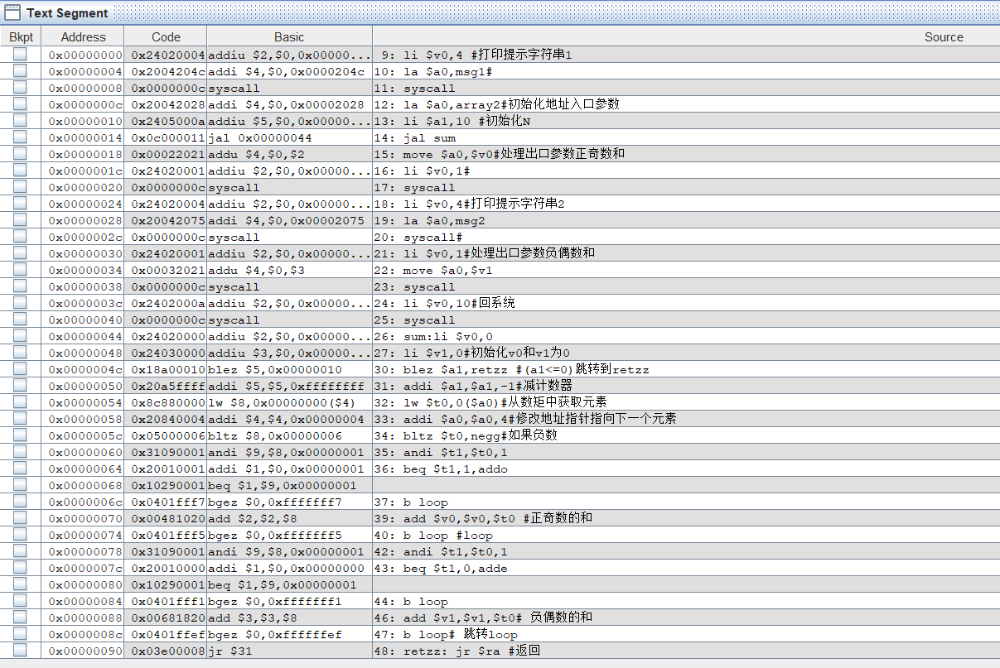 Text Segment
Bkpt Address Code Basic Source
0x00000000 0x24020004 addiu $2,$0,0x00000... 9: li $v0,4 #打印提示字符串1
0x00000004 0x2004204c addi $4,$0,0x0000204c 10: la $a0,msg1#
0x00000008 0x0000000c syscall 11: syscall
0x0000000c 0x20042028 addi $4,$0,0x00002028 12: la $a0,array2#初始化地址入口参数
0x00000010 0x2405000a addiu $5,$0,0x00000... 13: li $a1,10 #初始化N
0x00000014 0x0c000011 jal 0x00000044 14: jal sum
0x00000018 0x00022021 addu $4,$0,$2 15: move $a0,$v0#处理出口参数正奇数和
0x0000001c 0x24020001 addiu $2,$0,0x00000... 16: li $v0,1#
0x00000020 0x0000000c syscall 17: syscall
0x00000024 0x24020004 addiu $2,$0,0x00000... 18: li $v0,4#打印提示字符串2
0x00000028 0x20042075 addi $4,$0,0x00002075 19: la $a0,msg2
0x0000002c 0x0000000c syscall 20: syscall#
0x00000030 0x24020001 addiu $2,$0,0x00000... 21: li $v0,1#处理出口参数负偶数和
0x00000034 0x00032021 addu $4,$0,$3 22: move $a0,$v1
0x00000038 0x0000000c syscall 23: syscall
0x0000003c 0x2402000a addiu $2,$0,0x00000... 24: li $v0,10#回系统
0x00000040 0x0000000c syscall 25: syscall
0x00000044 0x24020000 addiu $2,$0,0x00000... 26: sum:li $v0,0
0x00000048 0x24030000 addiu $3,$0,0x00000... 27: li $v1,0#初始化v0和v1为0
0x0000004c 0x18a00010 blez $5,0x00000010 30: blez $a1,retzz #(a1<=0)跳转到retzz
0x00000050 0x20a5ffff addi $5,$5,0xffffffff 31: addi $a1,$a1,-1#减计数器
0x00000054 0x8c880000 lw $8,0x00000000($4) 32: lw $t0,0($a0)#从数矩中获取元素
0x00000058 0x20840004 addi $4,$4,0x00000004 33: addi $a0,$a0,4#修改地址指针指向下一个元素
0x0000005c 0x05000006 bltz $8,0x00000006 34: bltz $t0,negg#如果负数
0x00000060 0x31090001 andi $9,$8,0x00000001 35: andi $t1,$t0,1
0x00000064 0x20010001 addi $1,$0,0x00000001 36: beq $t1,1,addo
0x00000068 0x10290001 beq $1,$9,0x00000001
0x0000006c 0x0401fff7 bgez $0,0xfffffff7 37: b loop
0x00000070 0x00481020 add $2,$2,$8 39: add $v0,$v0,$t0 #正奇数的和
0x00000074 0x0401fff5 bgez $0,0xfffffff5 40: b loop #loop
0x00000078 0x31090001 andi $9,$8,0x00000001 42: andi $t1,$t0,1
0x0000007c 0x20010000 addi $1,$0,0x00000000 43: beq $t1,0,adde
0x00000080 0x10290001 beq $1,$9,0x00000001
0x00000084 0x0401fff1 bgez $0,0xfffffff1 44: b loop
0x00000088 0x00681820 add $3,$3,$8 46: add $v1,$v1,$t0# 负偶数的和
0x0000008c 0x0401ffef bgez $0,0xffffffef 47: b loop# 跳转loop
0x00000090 0x03e00008 jr $31 48: retzz: jr $ra #返回